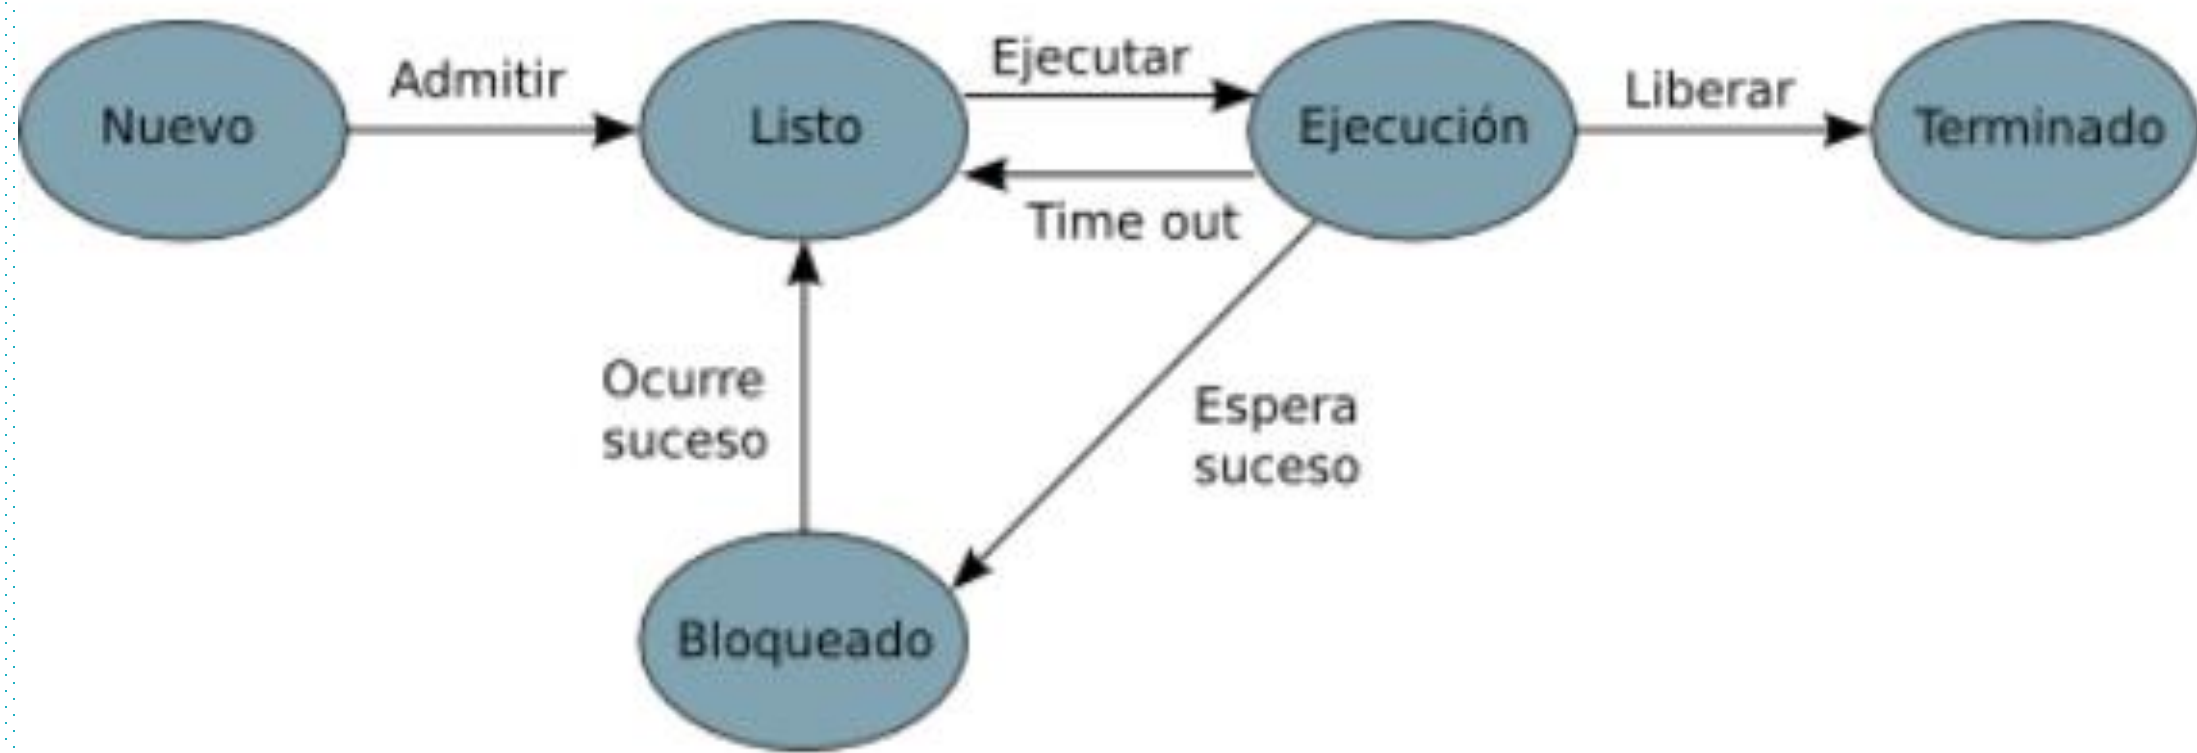 Nuevo
Admitir
Listo
Ejecutar
Time out
Ejecución
Liberar
Terminado
Ocurre
suceso
Espera
suceso
Bloqueado